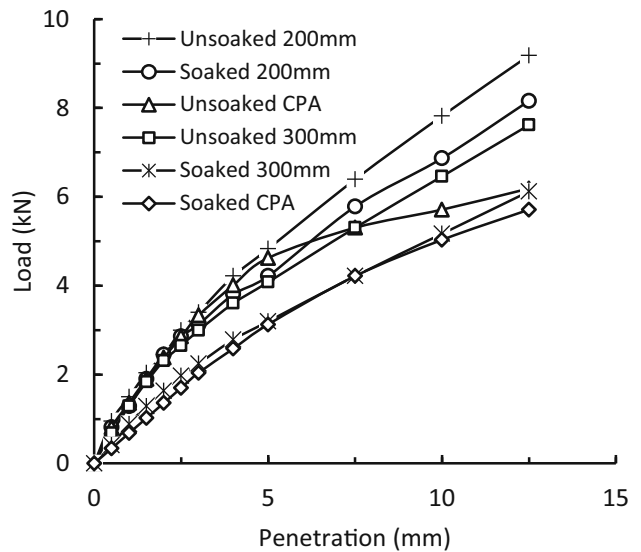 10
8
6
4
2
0
Load (kN)
Unsoaked 200mm
Soaked 200mm
Unsoaked CPA
Unsoaked 300mm
Soaked 300mm
Soaked CPA
0 5 10 15
Penetration (mm)